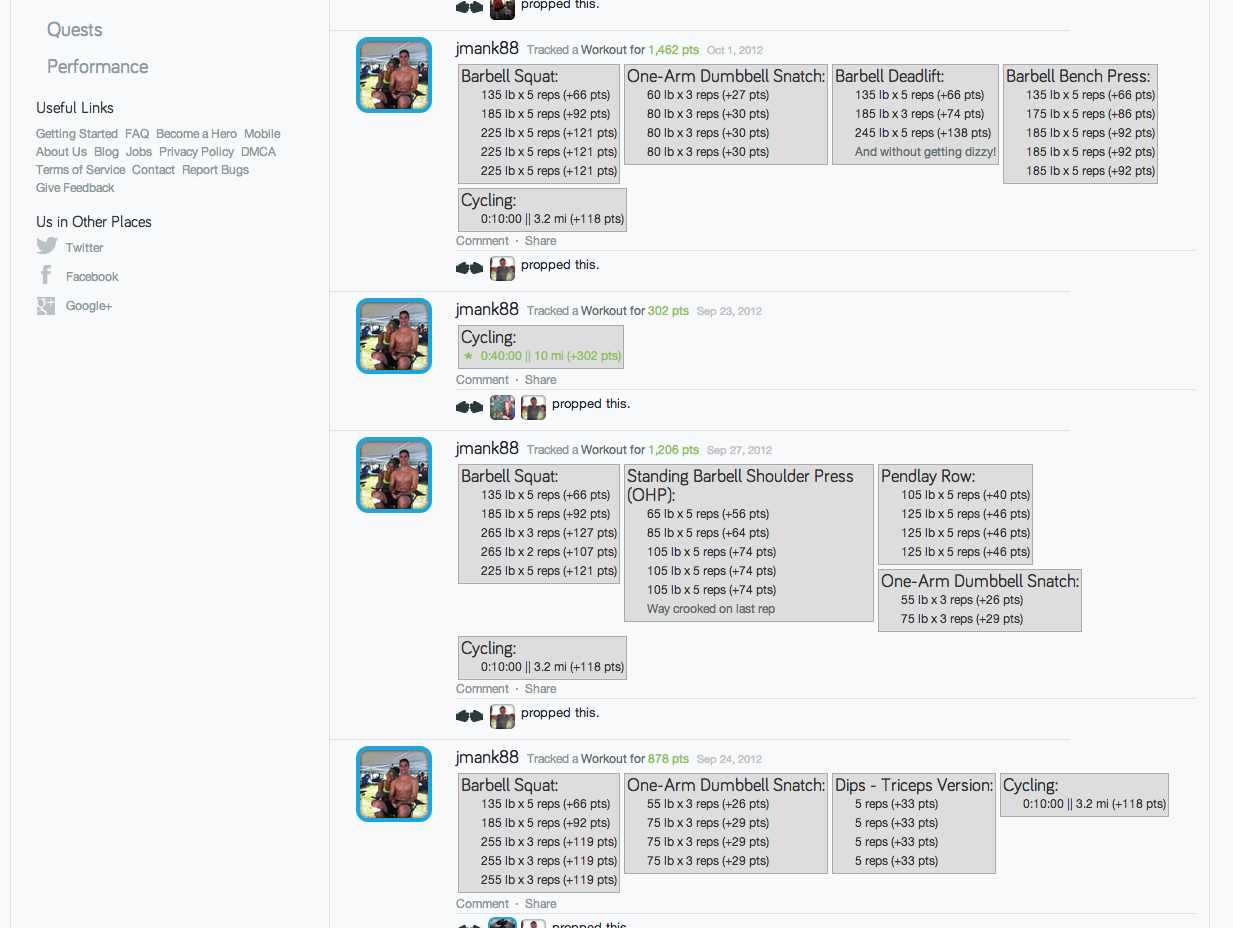 Quests
Performance
Useful Links
Getting Started FAQ Become a Hero Mobile
About Us Blog Jobs Privacy Policy DMCA
Terms of Service Contact Report Bugs
Give Feedback
Us in Other Places
Twitter
Facebook
Google+
propped this.
jmank88 Tracked a Workout for 1,462 pts Oct 1, 2012
Barbell Squat:
135 lb x 5 reps (+66 pts)
185 lb x 5 reps (+92 pts)
225 lb x 5 reps (+121 pts)
225 lb x 5 reps (+121 pts)
225 lb x 5 reps (+121 pts)
One-Arm Dumbbell Snatch:
60 lb x 3 reps (+27 pts)
80 lb x 3 reps (+30 pts)
80 lb x 3 reps (+30 pts)
80 lb x 3 reps (+30 pts)
Barbell Deadlift:
135 lb x 5 reps (+66 pts)
185 lb x 3 reps (+74 pts)
245 lb x 5 reps (+138 pts)
And without getting dizzy!
Barbell Bench Press:
135 lb x 5 reps (+66 pts)
175 lb x 5 reps (+86 pts)
185 lb x 5 reps (+92 pts)
185 lb x 5 reps (+92 pts)
185 lb x 5 reps (+92 pts)
Cycling:
0:10:00 || 3.2 mi (+118 pts)
Comment · Share
propped this.
jmank88 Tracked a Workout for 302 pts Sep 23, 2012
Cycling:
0:40:00 || 10 mi (+302 pts)
Comment · Share
propped this.
jmank88 Tracked a Workout for 1,206 pts Sep 27, 2012
Barbell Squat:
135 lb x 5 reps (+66 pts)
185 lb x 5 reps (+92 pts)
265 lb x 3 reps (+127 pts)
265 lb x 2 reps (+107 pts)
225 lb x 5 reps (+121 pts)
Standing Barbell Shoulder Press
(OHP):
65 lb x 5 reps (+56 pts)
85 lb x 5 reps (+64 pts)
105 lb x 5 reps (+74 pts)
105 lb x 5 reps (+74 pts)
105 lb x 5 reps (+74 pts)
Way crooked on last rep
Pendlay Row:
105 lb x 5 reps (+40 pts)
125 lb x 5 reps (+46 pts)
125 lb x 5 reps (+46 pts)
125 lb x 5 reps (+46 pts)
One-Arm Dumbbell Snatch:
55 lb x 3 reps (+26 pts)
75 lb x 3 reps (+29 pts)
Cycling:
0:10:00 || 3.2 mi (+118 pts)
Comment · Share
propped this.
jmank88 Tracked a Workout for 878 pts Sep 24, 2012
Barbell Squat:
135 lb x 5 reps (+66 pts)
185 lb x 5 reps (+92 pts)
255 lb x 3 reps (+119 pts)
255 lb x 3 reps (+119 pts)
255 lb x 3 reps (+119 pts)
One-Arm Dumbbell Snatch:
55 lb x 3 reps (+26 pts)
75 lb x 3 reps (+29 pts)
75 lb x 3 reps (+29 pts)
75 lb x 3 reps (+29 pts)
Dips - Triceps Version:
5 reps (+33 pts)
5 reps (+33 pts)
5 reps (+33 pts)
5 reps (+33 pts)
Cycling:
0:10:00 || 3.2 mi (+118 pts)
Comment · Share
propped this.